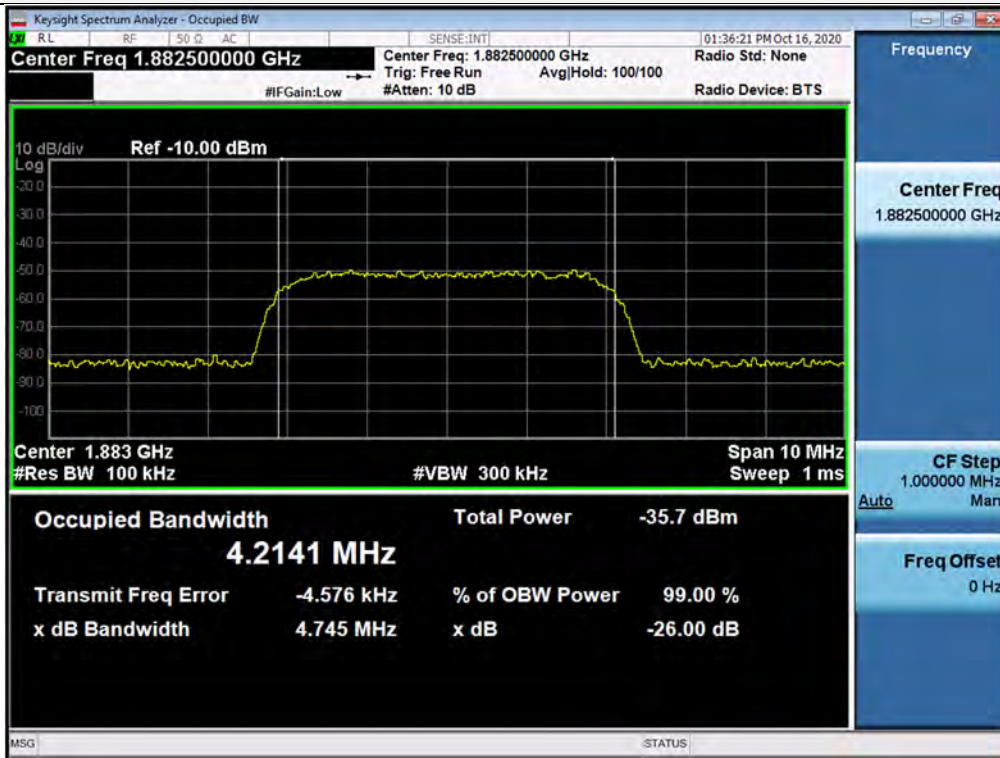 Keysight Spectrum Analyzer - Occupied BW
LXI RL RF 50 Ω AC SENSE:INT 01:36:21 PM Oct 16, 2020
Center Freq 1.882500000 GHz
Center Freq: 1.882500000 GHz Radio Std: None
Trig: Free Run Avg|Hold: 100/100
#IFGain:Low #Atten: 10 dB Radio Device: BTS
10 dB/div Ref -10.00 dBm
Log
-20.0
-30.0
-40.0
-50.0
-60.0
-70.0
-80.0
-90.0
-100
Center 1.883 GHz Span 10 MHz
#Res BW 100 kHz #VBW 300 kHz Sweep 1 ms
Occupied Bandwidth Total Power -35.7 dBm
4.2141 MHz
Transmit Freq Error -4.576 kHz % of OBW Power 99.00 %
x dB Bandwidth 4.745 MHz x dB -26.00 dB
MSG STATUS
Frequency
Center Freq
1.882500000 GHz
CF Step
1.000000 MHz
Auto Man
Freq Offset
0 Hz